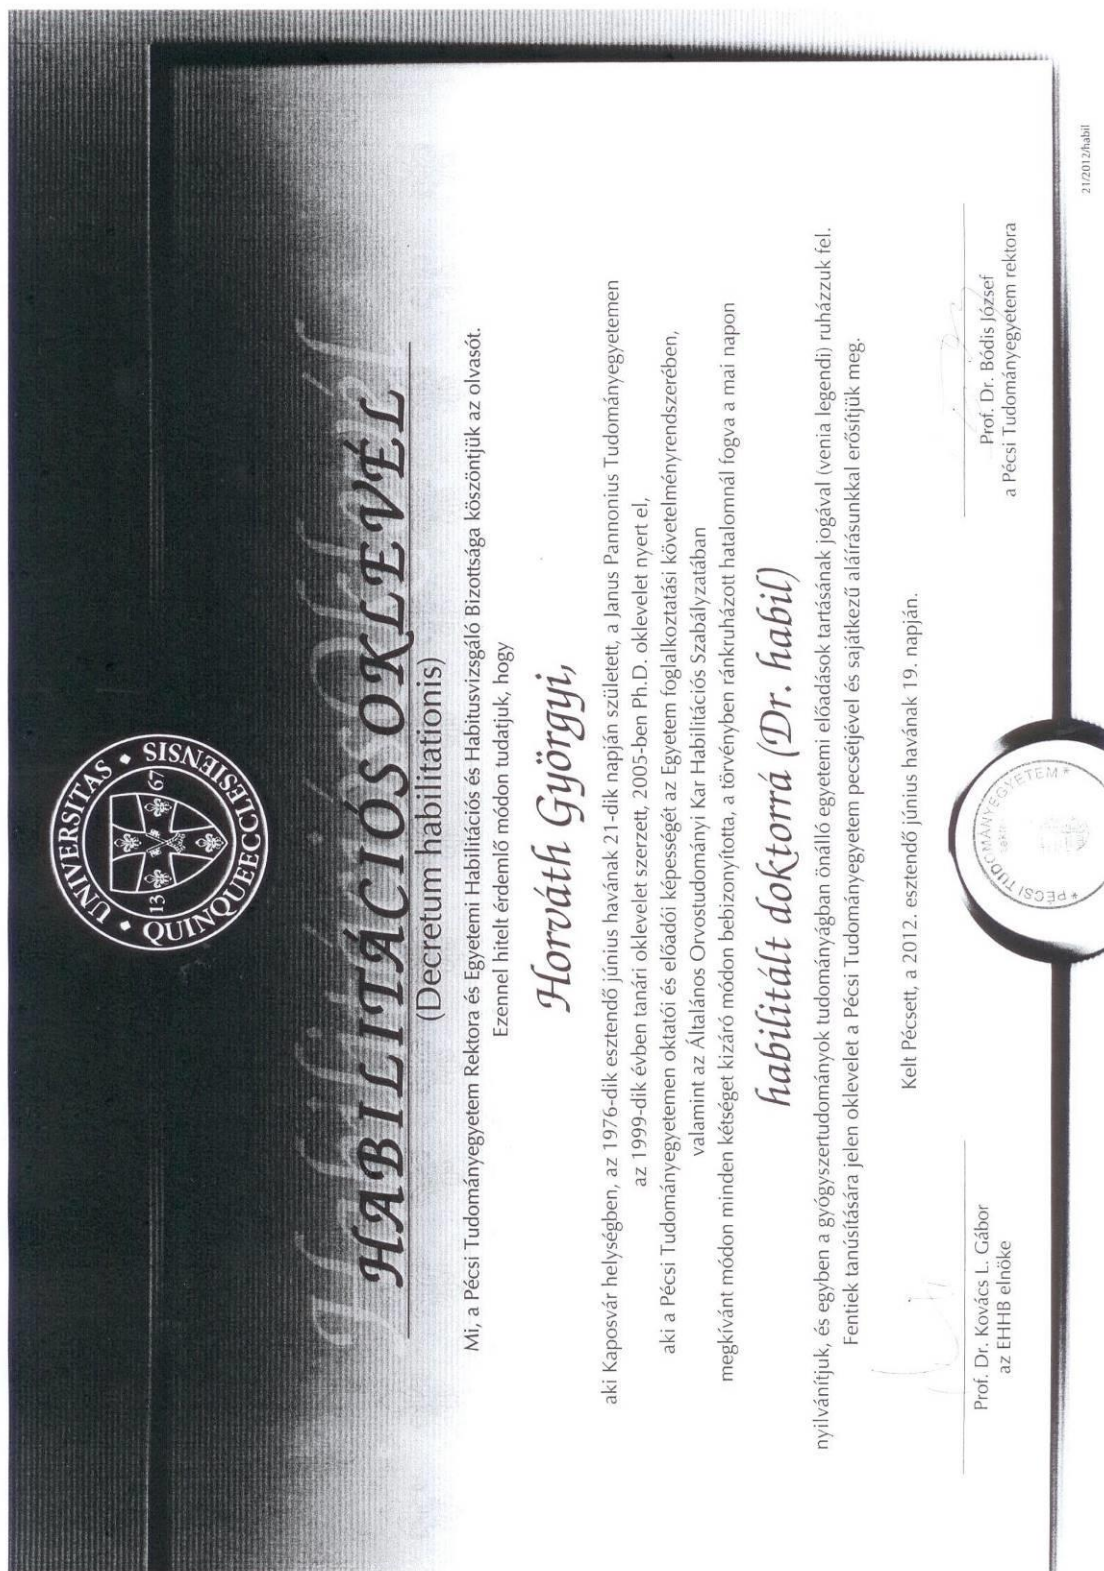 UNIVERSITAS • QUINQUEECCLESIENSIS •
13 67
HABILITÁCIÓS OKLEVÉL
(Decretum habilitationis)
Mi, a Pécsi Tudományegyetem Rektora és Egyetemi Habilitációs és Habitusvizsgáló Bizottsága köszöntjük az olvasót.
Ezennel hitelt érdemlő módon tudatjuk, hogy
Horváth Györgyi,
aki Kaposvár helységben, az 1976-dik esztendő június havának 21-dik napján született, a Janus Pannonius Tudományegyetemen
az 1999-dik évben tanári oklevelet szerzett, 2005-ben Ph.D. oklevelet nyert el,
aki a Pécsi Tudományegyetemen oktatói és előadói képességét az Egyetem foglalkoztatási követelményrendszerében,
valamint az Általános Orvostudományi Kar Habilitációs Szabályzatában
megkívánt módon minden kétséget kizáró módon bebizonyította, a törvényben ránkruházott hatalomnál fogva a mai napon
habilitált doktorrá (Dr. habil)
nyilvánítjuk, és egyben a gyógyszertudományok tudományágban önálló egyetemi előadások tartásának jogával (venia legendi) ruházzuk fel.
Fentiek tanúsítására jelen oklevelet a Pécsi Tudományegyetem pecsétjével és sajátkezű aláírásunkkal erősítjük meg.
Kelt Pécsett, a 2012. esztendő június havának 19. napján.
Prof. Dr. Kovács L. Gábor
az EHHB elnöke
* PÉCSI TUDOMÁNYEGYETEM *
Prof. Dr. Bódis József
a Pécsi Tudományegyetem rektora
21/2012/habil